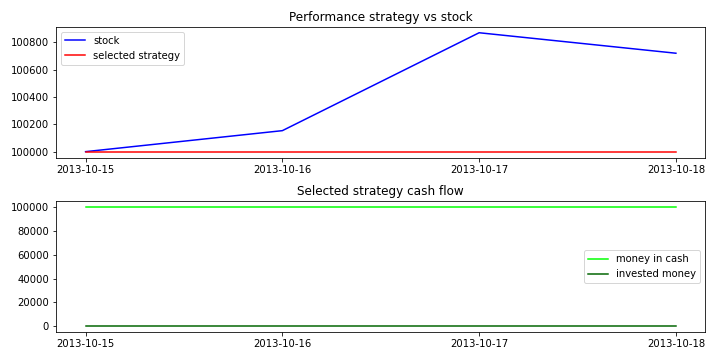 Performance strategy vs stock
stock
selected strategy
100800
100600
100400
100200
100000
2013-10-15 2013-10-16 2013-10-17 2013-10-18
Selected strategy cash flow
100000
80000
60000
40000
20000
0
money in cash
invested money
2013-10-15 2013-10-16 2013-10-17 2013-10-18